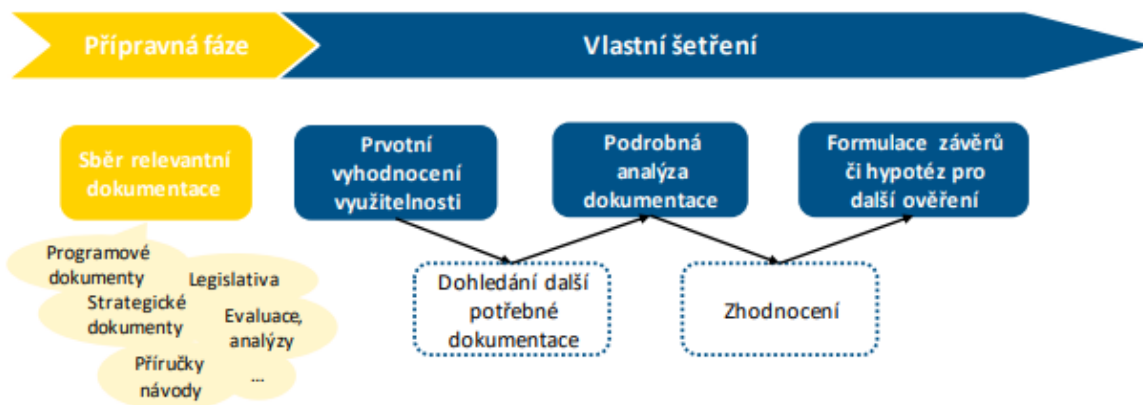 Přípravná fáze
Vlastní šetření
Sběr relevantní
dokumentace
Prvotní
vyhodnocení
využitelnosti
Podrobná
analýza
dokumentace
Formulace závěrů
či hypotéz pro
další ověření
Programové
dokumenty
Legislativa
Strategické
dokumenty
Evaluace,
analýzy
Příručky
návody
...
Dohledání další
potřebné
dokumentace
Zhodnocení